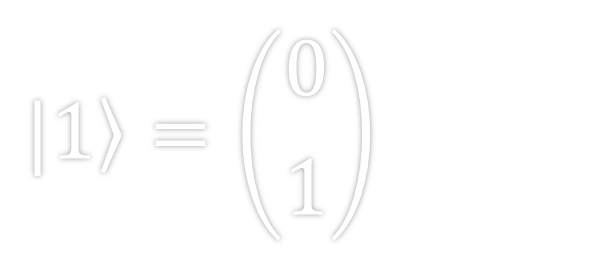 |1⟩ = (0
1)